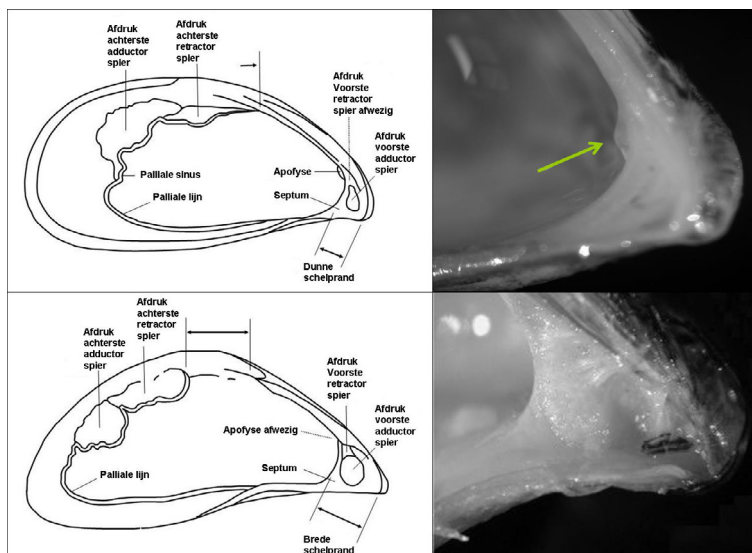 Afdruk
achterste
adductor
spier
Afdruk
achterste
retractor
spier
Afdruk
Voorste
retractor
spier afwezig
Afdruk
voorste
adductor
spier
Palliale sinus
Apofyse
Palliale lijn
Septum
Dunne
schelprand
Afdruk
achterste
adductor
spier
Afdruk
achterste
retractor
spier
Afdruk
Voorste
retractor
spier
Afdruk
voorste
adductor
spier
Apofyse afwezig
Palliale lijn
Septum
Brede
schelprand